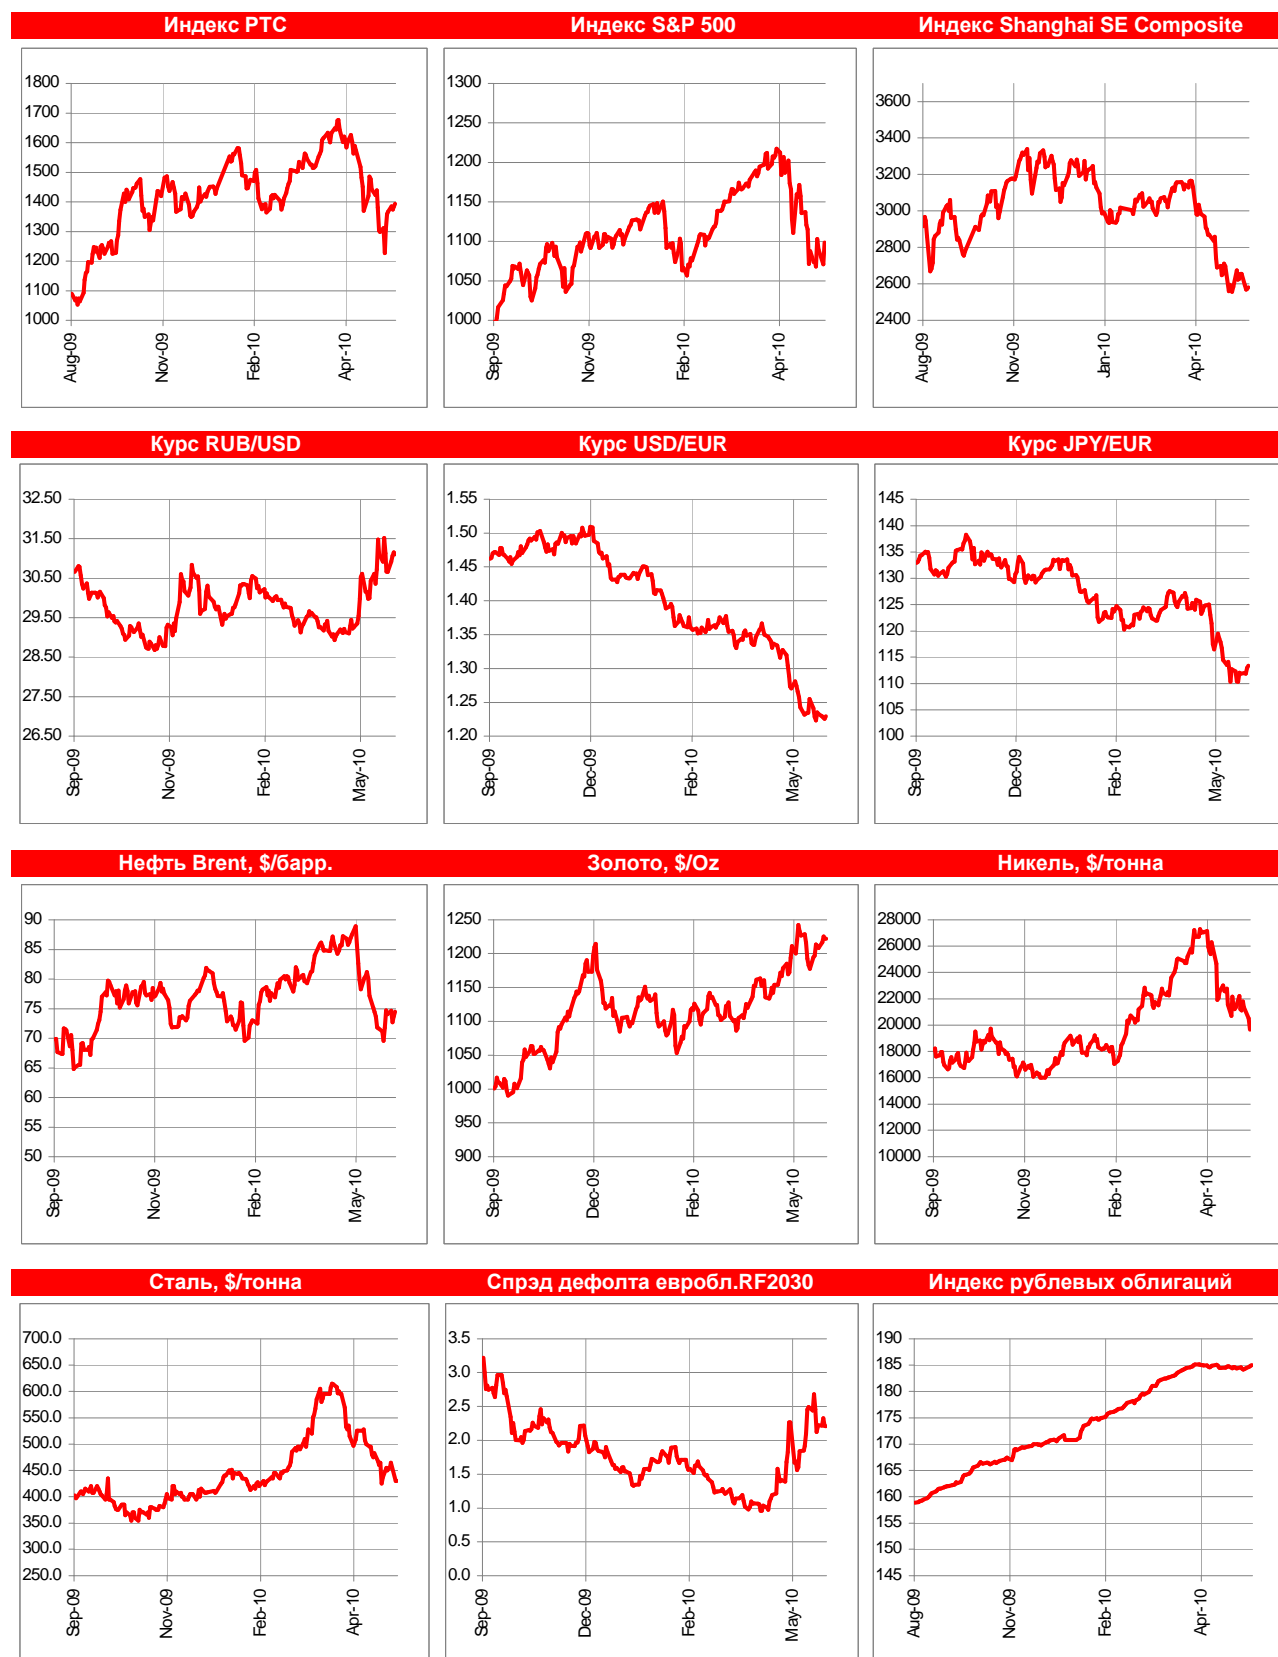 Индекс РТС
1800
1700
1600
1500
1400
1300
1200
1100
1000
Aug-09
Nov-09
Feb-10
Apr-10
Индекс S&P 500
1300
1250
1200
1150
1100
1050
1000
Sep-09
Nov-09
Feb-10
Apr-10
Индекс Shanghai SE Composite
3600
3400
3200
3000
2800
2600
2400
Aug-09
Nov-09
Jan-10
Apr-10
Курс RUB/USD
32.50
31.50
30.50
29.50
28.50
27.50
26.50
Sep-09
Nov-09
Feb-10
May-10
Курс USD/EUR
1.55
1.50
1.45
1.40
1.35
1.30
1.25
1.20
Sep-09
Dec-09
Feb-10
May-10
Курс JPY/EUR
145
140
135
130
125
120
115
110
105
100
Sep-09
Dec-09
Feb-10
May-10
Нефть Brent, $/барр.
90
85
80
75
70
65
60
55
50
Sep-09
Nov-09
Feb-10
May-10
Золото, $/Oz
1250
1200
1150
1100
1050
1000
950
900
Sep-09
Dec-09
Feb-10
May-10
Никель, $/тонна
28000
26000
24000
22000
20000
18000
16000
14000
12000
10000
Sep-09
Nov-09
Feb-10
Apr-10
Сталь, $/тонна
700.0
650.0
600.0
550.0
500.0
450.0
400.0
350.0
300.0
250.0
Sep-09
Nov-09
Feb-10
Apr-10
Спрэд дефолта евробл.RF2030
3.5
3.0
2.5
2.0
1.5
1.0
0.5
0.0
Sep-09
Dec-09
Feb-10
May-10
Индекс рублевых облигаций
190
185
180
175
170
165
160
155
150
145
Aug-09
Nov-09
Feb-10
Apr-10